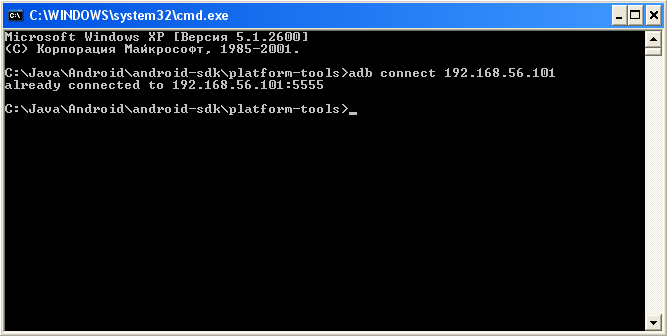 C:\WINDOWS\system32\cmd.exe
Microsoft Windows XP [Версия 5.1.2600]
(С) Корпорация Майкрософт, 1985-2001.
C:\Java\Android\android-sdk\platform-tools>adb connect 192.168.56.101
already connected to 192.168.56.101:5555
C:\Java\Android\android-sdk\platform-tools>_